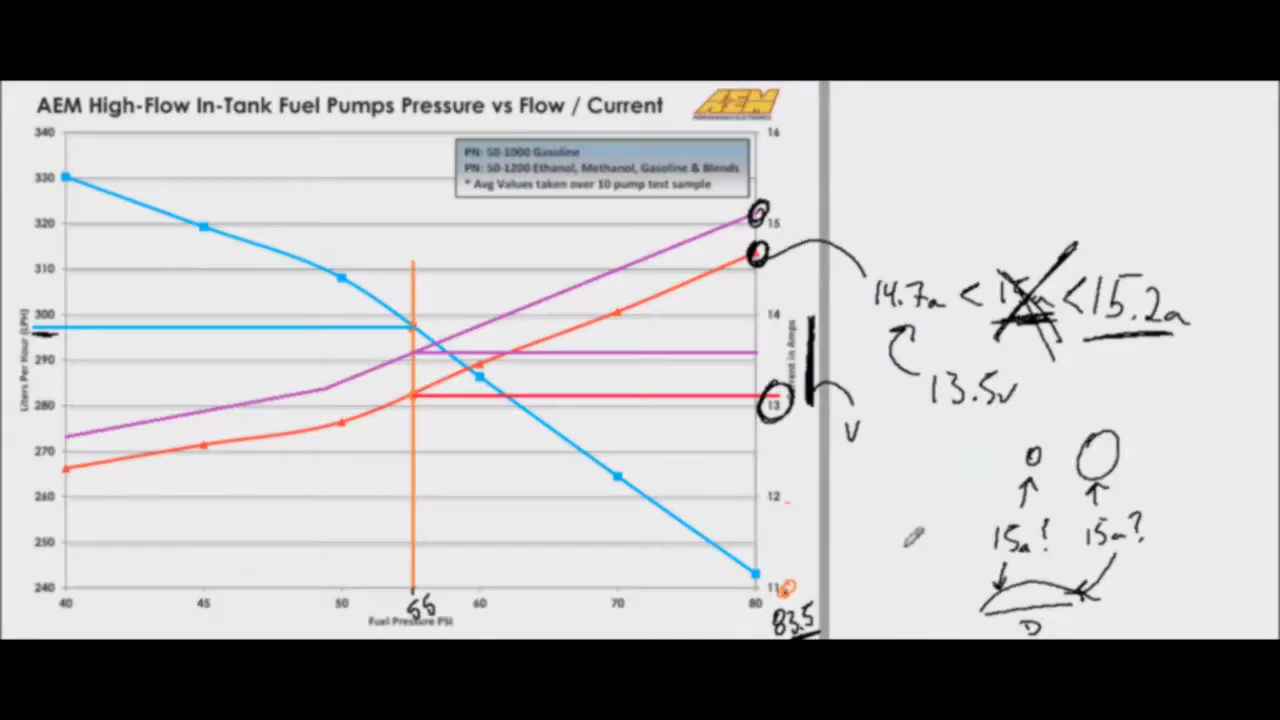 AEM High-Flow In-Tank Fuel Pumps Pressure vs Flow / Current
AEM
PN: 50-1000 Gasoline
PN: 50-1200 Ethanol, Methanol, Gasoline & Blends
* Avg Values taken over 10 pump test sample
340
330
320
310
300
290
280
270
260
250
240
Liters Per Hour (LPH)
16
15
14
13
12
11
40
45
50
55
60
70
80
Fuel Pressure PSI
83.5
14.7a < 15a < 15.2a
13.5v
V
15a? 15a?
D